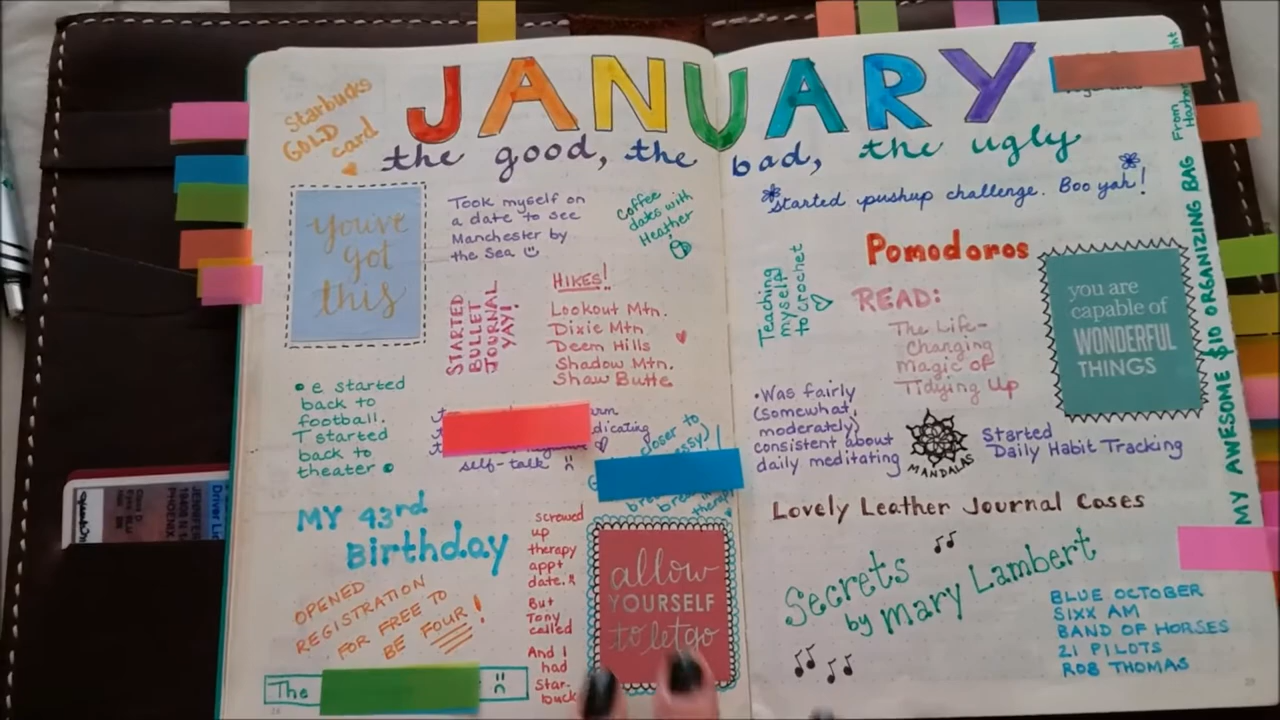 JANUARY
the good, the bad, the ugly
Starbucks
GOLD
card
you've
got
this
Took myself on
a date to see
Manchester by
the Sea
Coffee
dates with
Heather
STARTED
BULLET
JOURNAL
YAY!
HIKES!
Lookout Mtn.
Dixie Mtn
Deem Hills
Shadow Mtn.
Shaw Butte
• e started
back to
football.
T started
back to
theater •
self-talk
closer to
MY 43rd
Birthday
OPENED
REGISTRATION
FOR FREE TO
BE FOUR!
The
screwed
up
therapy
appt
date.
But
Tony
called
And I
had
Star-
buck
allow
YOURSELF
to let go
started pushup challenge. Boo yah!
Teaching
myself
to crochet
Pomodoros
READ:
The Life-
Changing
Magic of
Tidying Up
you are
capable of
WONDERFUL
THINGS
• Was fairly
(somewhat,
moderately)
consistent about
daily meditating
MANDALAS
Started
Daily Habit Tracking
Lovely Leather Journal Cases
Secrets
by Mary Lambert
BLUE OCTOBER
SIXX AM
BAND OF HORSES
21 PILOTS
ROB THOMAS
MY AWESOME $10 ORGANIZING BAG
From